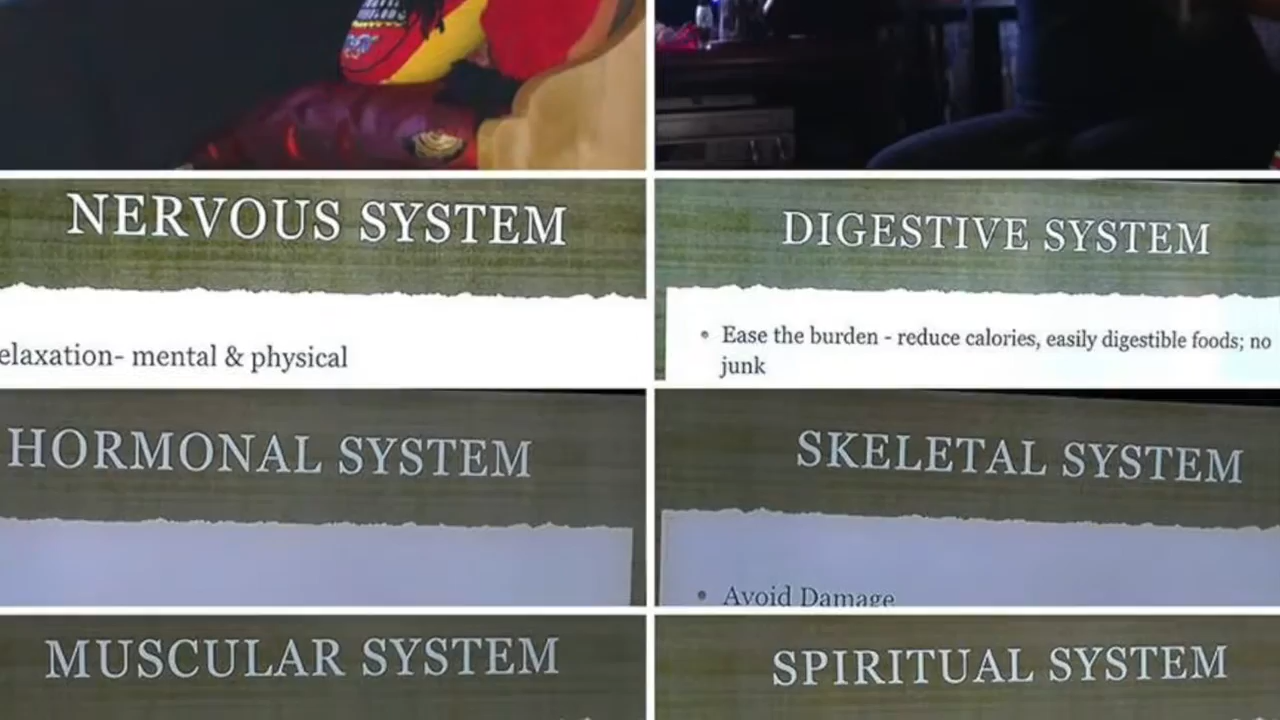 NERVOUS SYSTEM
elaxation- mental & physical
DIGESTIVE SYSTEM
• Ease the burden - reduce calories, easily digestible foods; no
junk
HORMONAL SYSTEM
SKELETAL SYSTEM
• Avoid Damage
MUSCULAR SYSTEM
SPIRITUAL SYSTEM